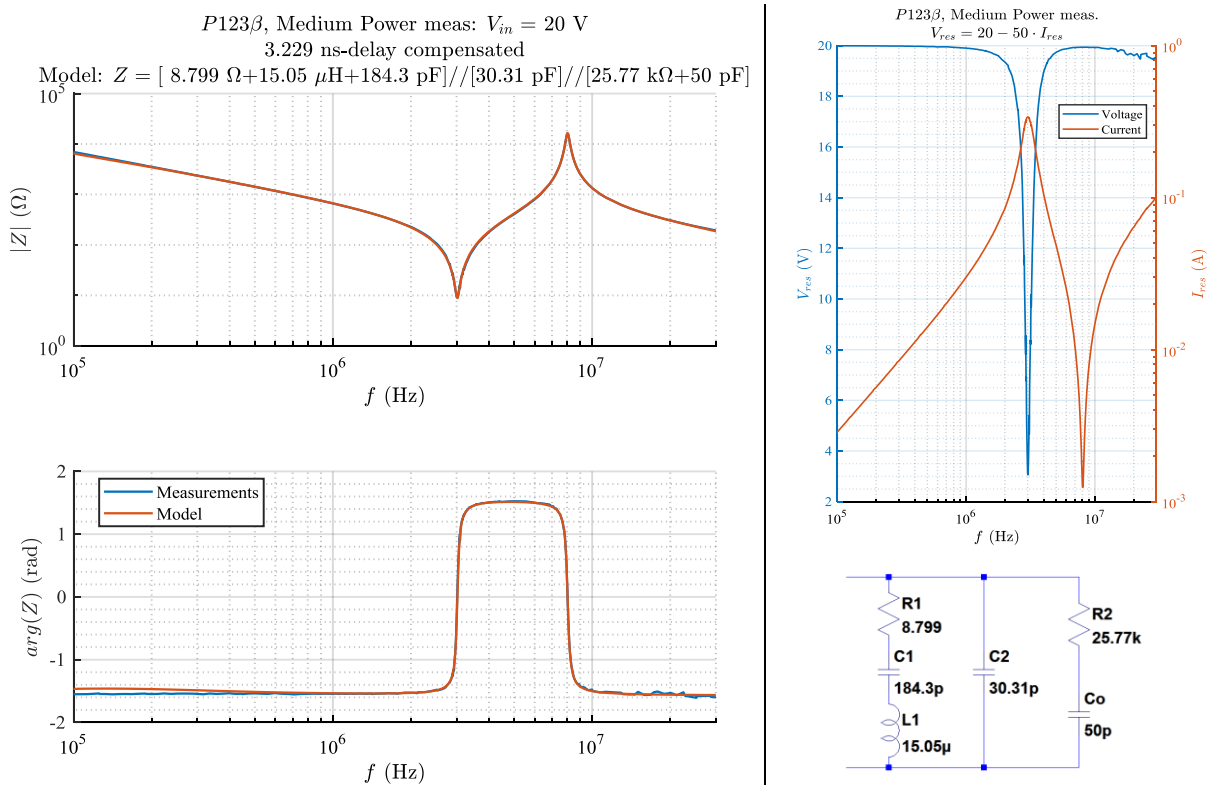 P123β, Medium Power meas: V_in = 20 V
3.229 ns-delay compensated
Model: Z = [ 8.799 Ω+15.05 μH+184.3 pF]//[30.31 pF]//[25.77 kΩ+50 pF]
10^5
|Z| (Ω)
10^0
10^5
10^6
10^7
f (Hz)
2
1
0
-1
-2
arg(Z) (rad)
Measurements
Model
10^5
10^6
10^7
f (Hz)
P123β, Medium Power meas.
V_res = 20 − 50 · I_res
20
18
16
14
12
10
8
6
4
2
V_res (V)
Voltage
Current
10^0
10^-1
10^-2
10^-3
I_res (A)
10^5
10^6
10^7
f (Hz)
R1
8.799
C1
184.3p
L1
15.05µ
C2
30.31p
R2
25.77k
Co
50p